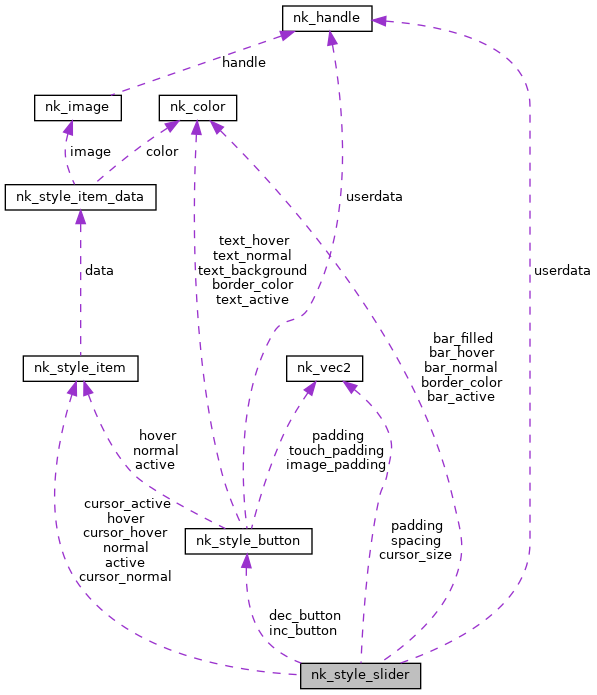 nk_handle
handle
nk_image
nk_color
image
color
nk_style_item_data
userdata
text_hover
text_normal
text_background
border_color
text_active
data
userdata
bar_filled
bar_hover
bar_normal
border_color
bar_active
nk_style_item
nk_vec2
hover
normal
active
padding
touch_padding
image_padding
cursor_active
hover
cursor_hover
normal
active
cursor_normal
nk_style_button
padding
spacing
cursor_size
dec_button
inc_button
nk_style_slider